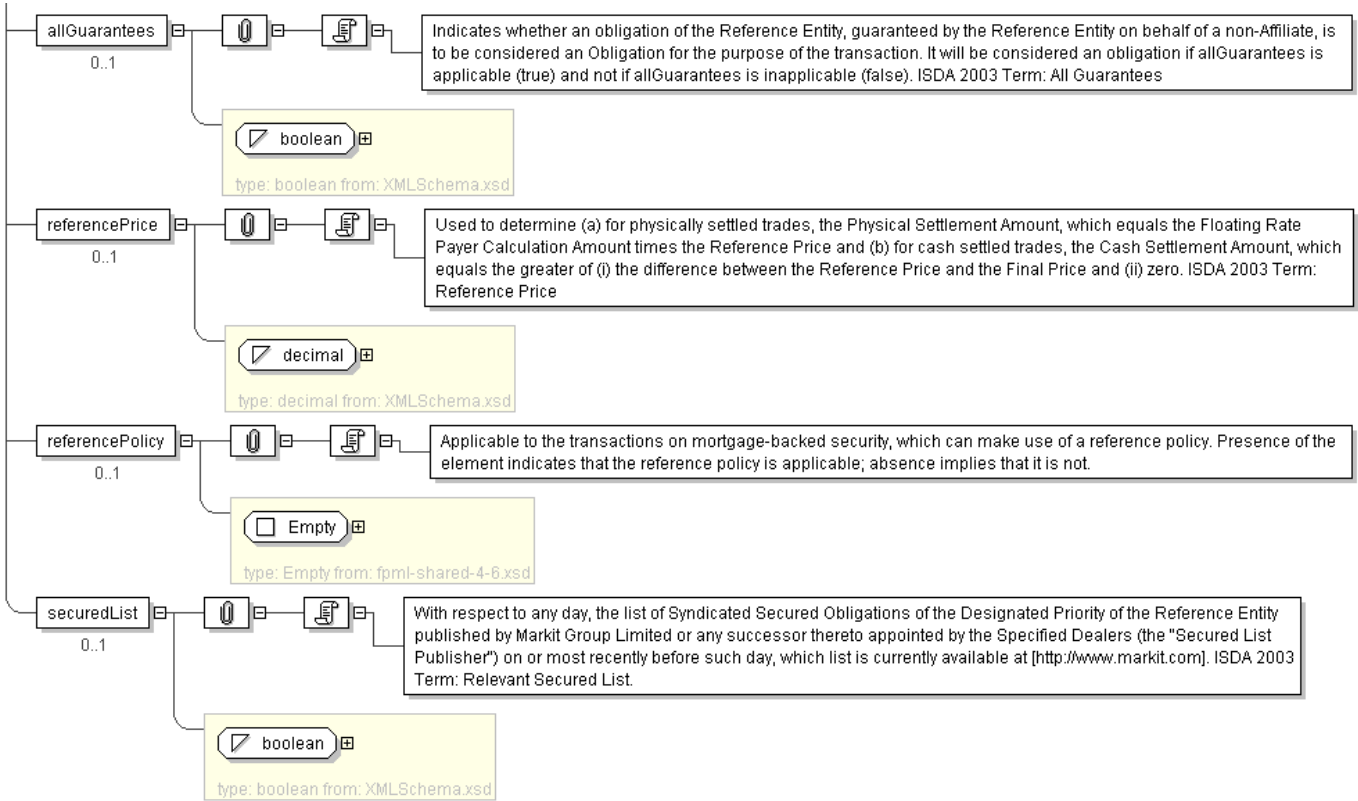 allGuarantees
0..1
Indicates whether an obligation of the Reference Entity, guaranteed by the Reference Entity on behalf of a non-Affiliate, is
to be considered an Obligation for the purpose of the transaction. It will be considered an obligation if allGuarantees is
applicable (true) and not if allGuarantees is inapplicable (false). ISDA 2003 Term: All Guarantees
boolean
type: boolean from: XMLSchema.xsd
referencePrice
0..1
Used to determine (a) for physically settled trades, the Physical Settlement Amount, which equals the Floating Rate
Payer Calculation Amount times the Reference Price and (b) for cash settled trades, the Cash Settlement Amount, which
equals the greater of (i) the difference between the Reference Price and the Final Price and (ii) zero. ISDA 2003 Term:
Reference Price
decimal
type: decimal from: XMLSchema.xsd
referencePolicy
0..1
Applicable to the transactions on mortgage-backed security, which can make use of a reference policy. Presence of the
element indicates that the reference policy is applicable; absence implies that it is not.
Empty
type: Empty from: fpml-shared-4-6.xsd
securedList
0..1
With respect to any day, the list of Syndicated Secured Obligations of the Designated Priority of the Reference Entity
published by Markit Group Limited or any successor thereto appointed by the Specified Dealers (the "Secured List
Publisher") on or most recently before such day, which list is currently available at [http://www.markit.com]. ISDA 2003
Term: Relevant Secured List.
boolean
type: boolean from: XMLSchema.xsd